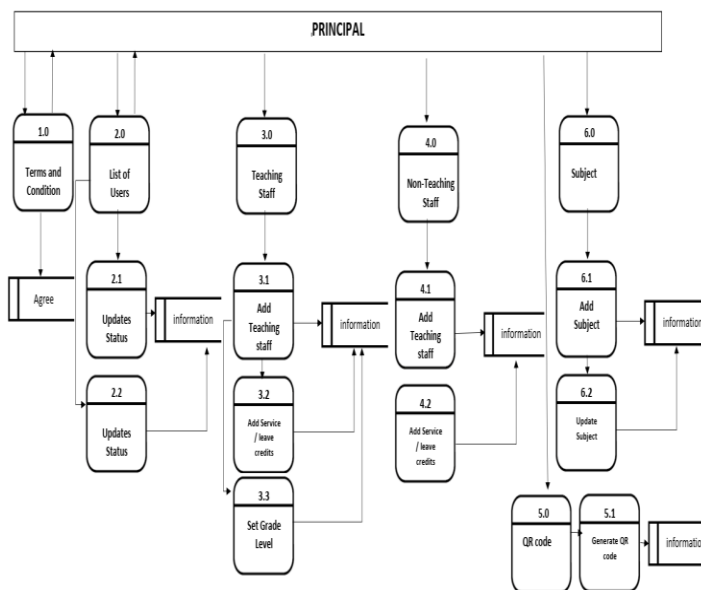 PRINCIPAL
1.0
Terms and
Condition
2.0
List of
Users
3.0
Teaching
Staff
4.0
Non-Teaching
Staff
6.0
Subject
Agree
2.1
Updates
Status
information
3.1
Add
Teaching
staff
information
4.1
Add
Teaching
staff
information
6.1
Add
Subject
information
2.2
Updates
Status
3.2
Add Service
/ leave
credits
4.2
Add Service
/ leave
credits
6.2
Update
Subject
3.3
Set Grade
Level
5.0
QR code
5.1
Generate QR
code
information